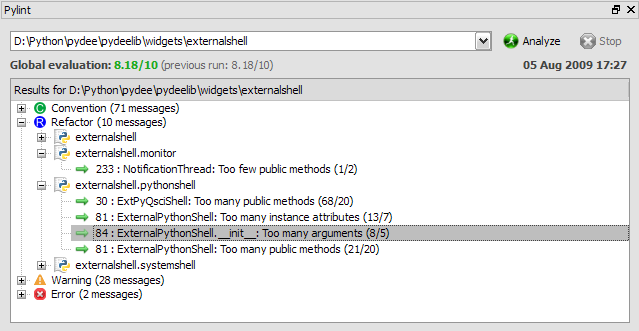 Pylint
D:\Python\pydee\pydeelib\widgets\externalshell
Analyze
Stop
Global evaluation: 8.18/10 (previous run: 8.18/10)
05 Aug 2009 17:27
Results for D:\Python\pydee\pydeelib\widgets\externalshell
C Convention (71 messages)
R Refactor (10 messages)
externalshell
externalshell.monitor
233 : NotificationThread: Too few public methods (1/2)
externalshell.pythonshell
30 : ExtPyQsciShell: Too many public methods (68/20)
81 : ExternalPythonShell: Too many instance attributes (13/7)
84 : ExternalPythonShell.__init__: Too many arguments (8/5)
81 : ExternalPythonShell: Too many public methods (21/20)
externalshell.systemshell
Warning (28 messages)
Error (2 messages)